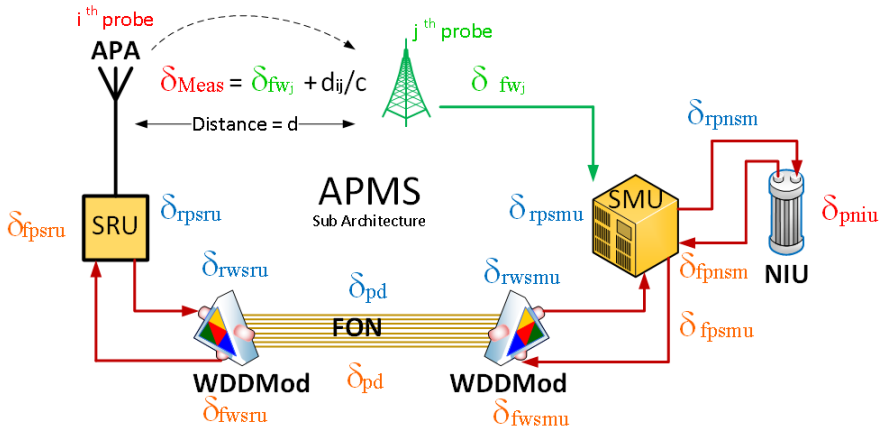 i th probe
APA
j th probe
δMeas = δfwj + dij/c
δ fwj
Distance = d
δrpnsm
APMS
Sub Architecture
SRU
δfpsru
δrpsru
δrpsmu
SMU
δpniu
δrwsru
δpd
δrwsmu
δfpnsm
NIU
FON
δ fpsmu
WDDMod
δpd
WDDMod
δfwsru
δfwsmu